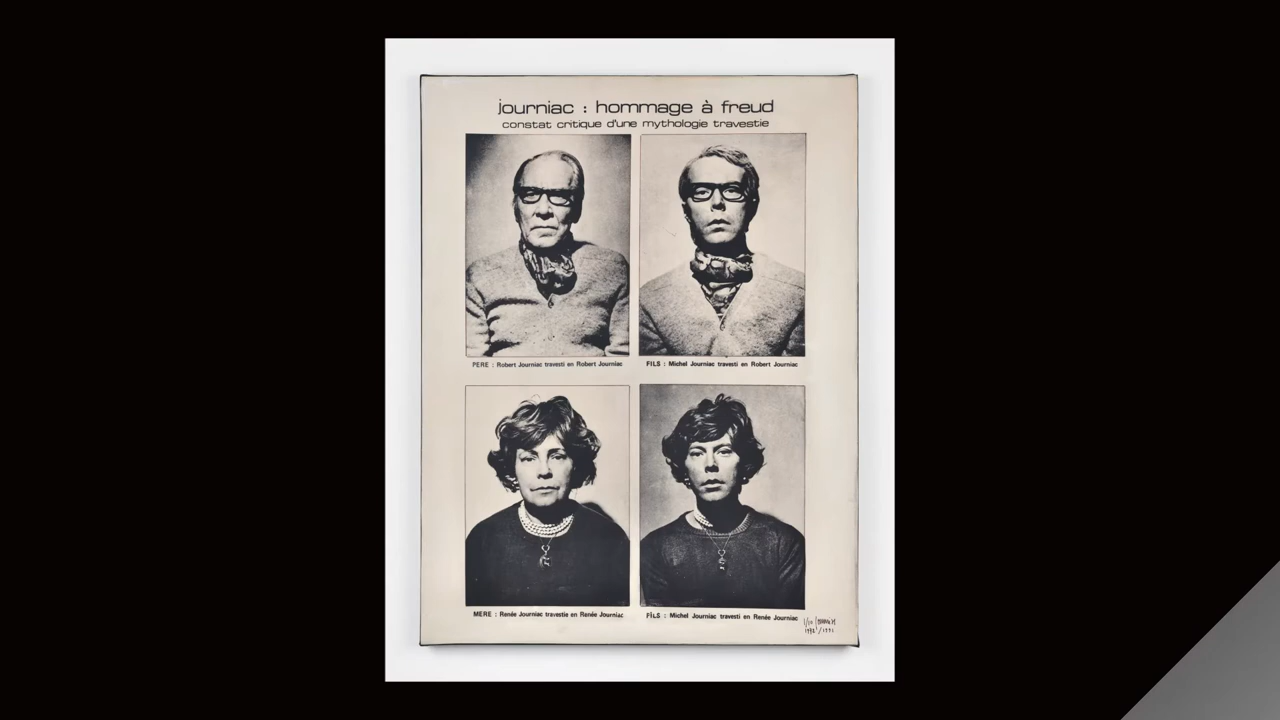 journiac : hommage à freud
constat critique d'une mythologie travestie
PERE : Robert Journiac travesti en Robert Journiac
FILS : Michel Journiac travesti en Robert Journiac
MERE : Renée Journiac travestie en Renée Journiac
FILS : Michel Journiac travesti en Renée Journiac